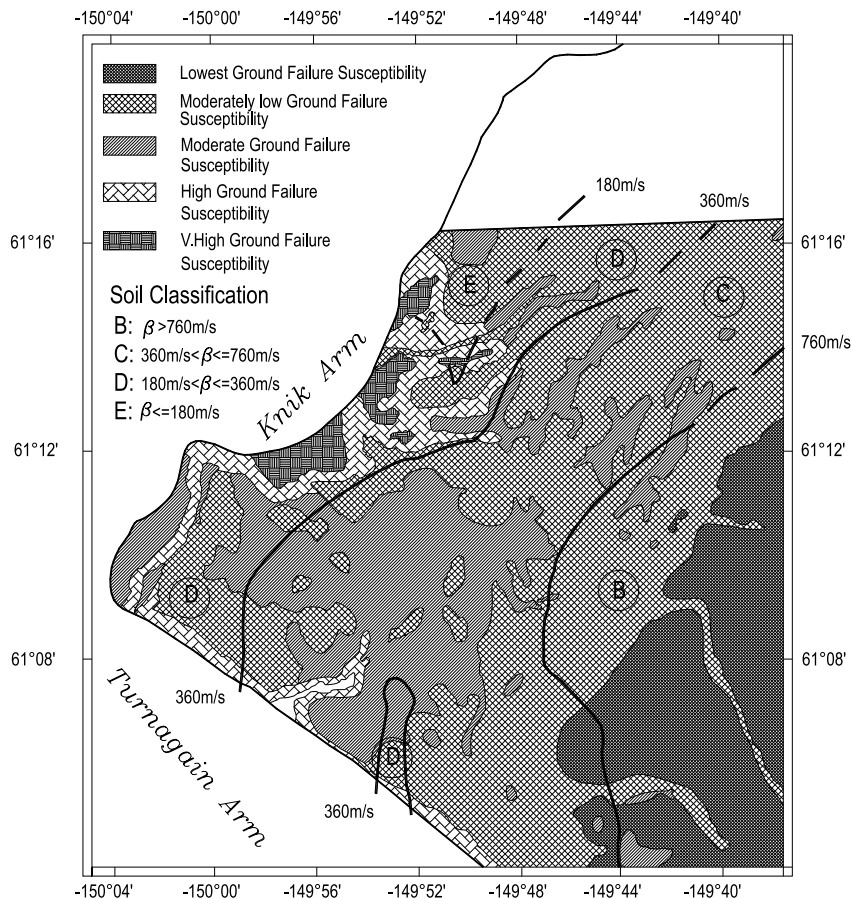 -150°04' -150°00' -149°56' -149°52' -149°48' -149°44' -149°40'
Lowest Ground Failure Susceptibility
Moderately low Ground Failure
Susceptibility
Moderate Ground Failure
Susceptibility
High Ground Failure
Susceptibility
V.High Ground Failure
Susceptibility
Soil Classification
B: β>760m/s
C: 360m/s<β<=760m/s
D: 180m/s<β<=360m/s
E: β<=180m/s
180m/s
360m/s
61°16' 61°16'
D
E
C
760m/s
Knik Arm
61°12' 61°12'
D
B
61°08' 61°08'
360m/s
Turnagain Arm
D
360m/s
-150°04' -150°00' -149°56' -149°52' -149°48' -149°44' -149°40'